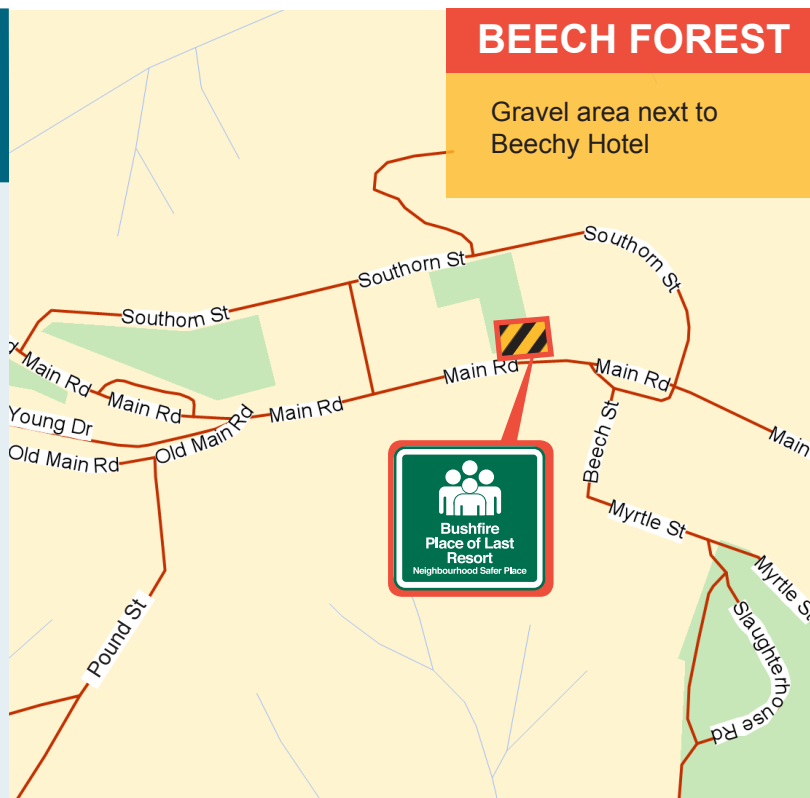 BEECH FOREST
Gravel area next to
Beechy Hotel
Southorn St
Southorn St
Southorn St
Main Rd
Main Rd
Main Rd
Main Rd
Main Rd
Main
Young Dr
Old Main Rd
Old Main Rd
Beech St
Myrtle St
Myrtle St
Slaughterhouse Rd
Pound St
Bushfire
Place of Last
Resort
Neighbourhood Safer Place